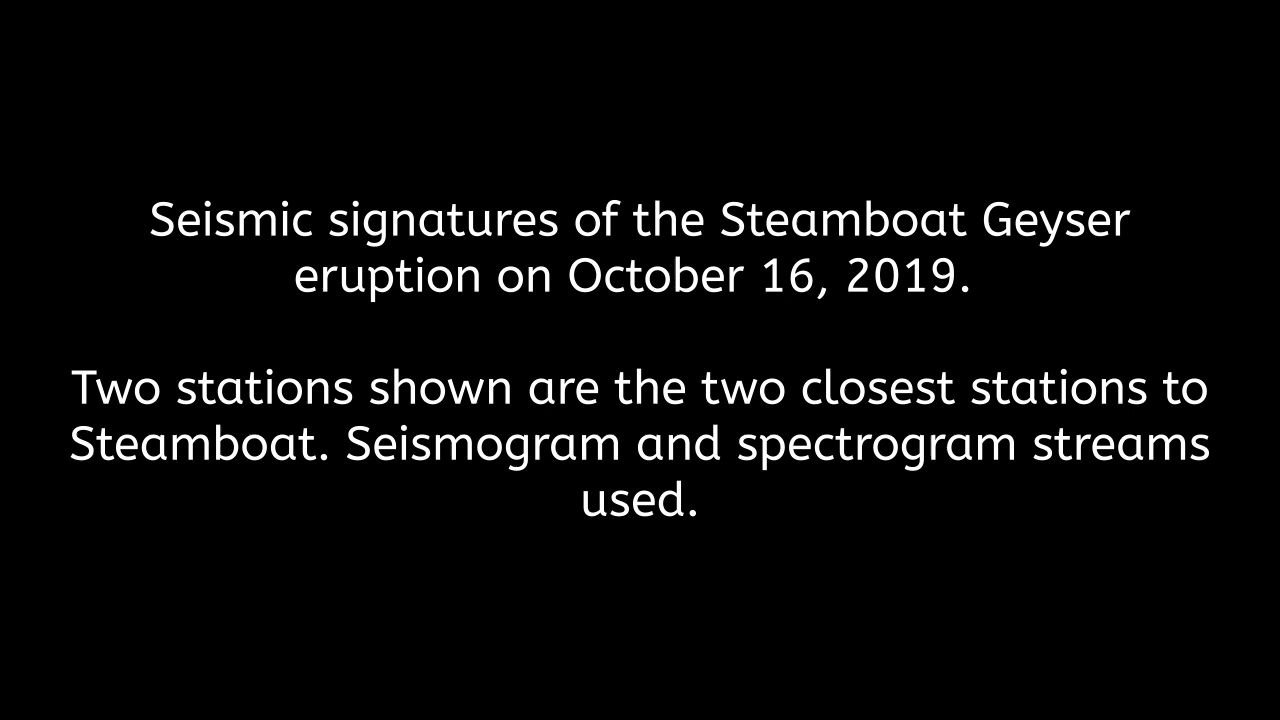 Seismic signatures of the Steamboat Geyser
eruption on October 16, 2019.
Two stations shown are the two closest stations to
Steamboat. Seismogram and spectrogram streams
used.